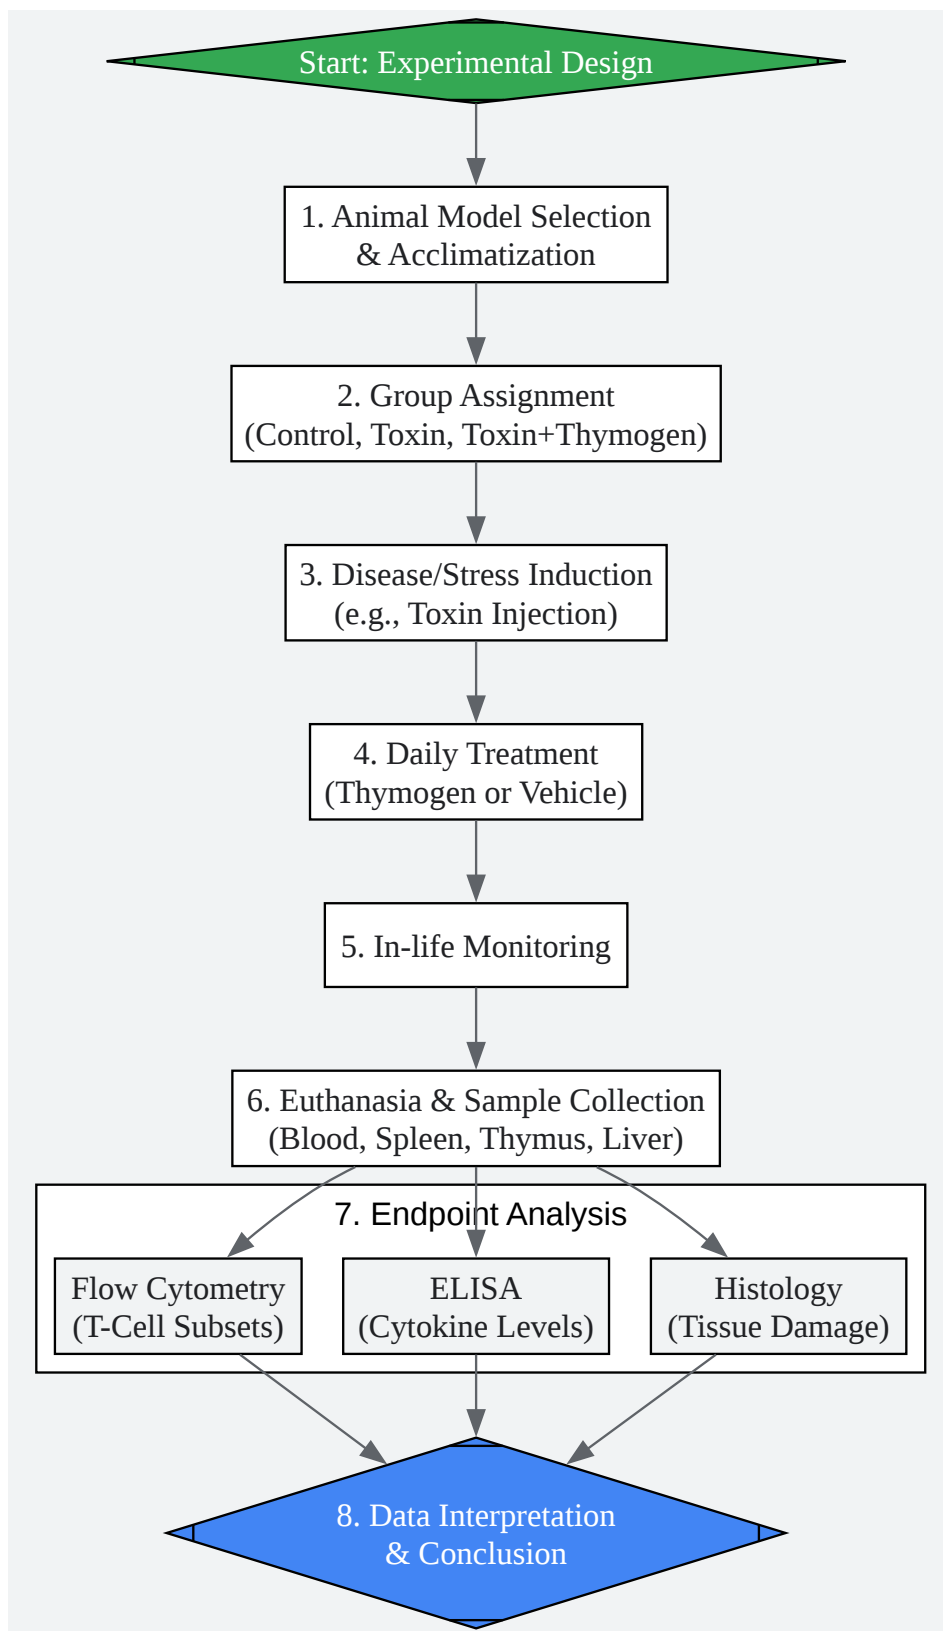 Start: Experimental Design
1. Animal Model Selection
& Acclimatization
2. Group Assignment
(Control, Toxin, Toxin+Thymogen)
3. Disease/Stress Induction
(e.g., Toxin Injection)
4. Daily Treatment
(Thymogen or Vehicle)
5. In-life Monitoring
6. Euthanasia & Sample Collection
(Blood, Spleen, Thymus, Liver)
7. Endpoint Analysis
Flow Cytometry
(T-Cell Subsets)
ELISA
(Cytokine Levels)
Histology
(Tissue Damage)
8. Data Interpretation
& Conclusion